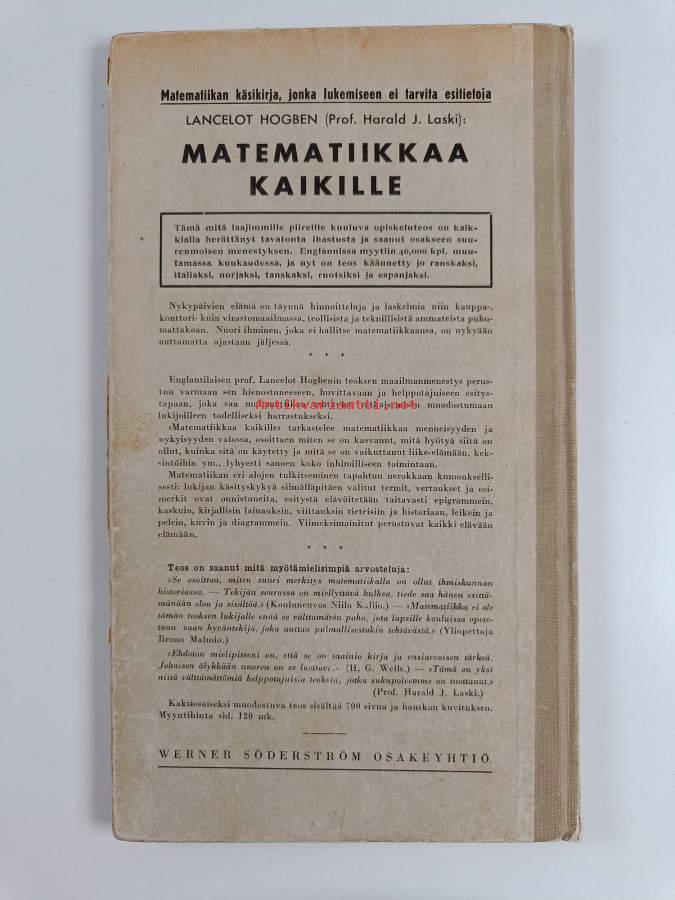 Matematiikan käsikirja, jonka lukemiseen ei tarvita esitietoja
LANCELOT HOGBEN (Prof. Harald J. Laski):
MATEMATIIKKAA
KAIKILLE
Tämä mitä laajimmille piireille kuuluva opiskeluteos on kaik-
kialla herättänyt tavatonta ihastusta ja saanut osakseen suu-
renmoisen menestyksen. Englannissa myytiin 40,000 kpl. muu-
tamassa kuukaudessa, ja nyt on teos käännetty jo ranskaksi,
italiaksi, norjaksi, tanskaksi, ruotsiksi ja espanjaksi.
Nykypäivien elämä on täynnä hinnoitteluja ja laskelmia niin kauppa-,
konttori- kuin virastomaailmassa, teollisista ja teknillisistä ammateista puhu-
mattakaan. Nuori ihminen, joka ei hallitse matematiikkaansa, on nykyään
auttamatta ajastaan jäljessä.
* * *
Englantilaisen prof. Lancelot Hogbenin teoksen maailmanmenestys perus-
tuu varmaan sen hienostuneeseen, huvittavaan ja helppotajuiseen esitys-
tapaan, joka saa muodostumaan
Antikvariaatti.net
lukijoilleen todelliseksi harrastukseksi.
»Matematiikkaa kaikille» tarkastelee matematiikkaa menneisyyden ja
nykyisyyden valossa, osoittaen miten se on kasvanut, mitä hyötyä siitä on
ollut, kuinka sitä on käytetty ja mitä se on vaikuttanut liike-elämään, kek-
sintöihin ym., lyhyesti sanoen koko inhimilliseen toimintaan.
Matematiikan eri alojen tulkitseminen tapahtuu nerokkaan kumoukselli-
sesti: lukijan käsityskykyä silmälläpitäen valitut termit, vertaukset ja esi-
merkit ovat onnistuneita, esitystä elävöitetään taitavasti epigrammein,
kaskuin, kirjallisin lainauksin, viittauksin tieteisiin ja historiaan, leikein ja
pelein, kuvin ja diagrammein. Viimeksimainitut perustuvat kaikki elävään
elämään.
* * *
Teos on saanut mitä myötämielisimpiä arvosteluja:
»Se osoittaa, miten suuri merkitys matematiikalla on ollut ihmiskunnan
historiassa. — Tekijän seurassa on miellyttävä kulkea, tiede saa hänen esittä-
mänään eloa ja sisältöä.» (Kouluneuvos Niilo Kallio.) — »Matematiikka ei ole
tämän teoksen lukijalle enää se välttämätön paha, jota lapsille kouluissa opete-
taan vaan hyväntekijä, joka auttaa pulmallisestakin tehtävästä.» (Yliopettaja
Bruno Malmio.)
»Ehdoton mielipiteeni on, että se on mainio kirja ja ensiarvoisen tärkeä.
Jokaisen älykkään nuoren on se luettava.» (H. G. Wells.) — »Tämä on yksi
niitä välttämättömiä helppotajuisia teoksia, jotka sukupolvemme on tuottanut.»
(Prof. Harald J. Laski.)
Kaksiosaiseksi muodostuva teos sisältää 700 sivua ja hauskan kuvituksen.
Myyntihinta sid. 120 mk.
WERNER SÖDERSTRÖM OSAKEYHTIÖ.